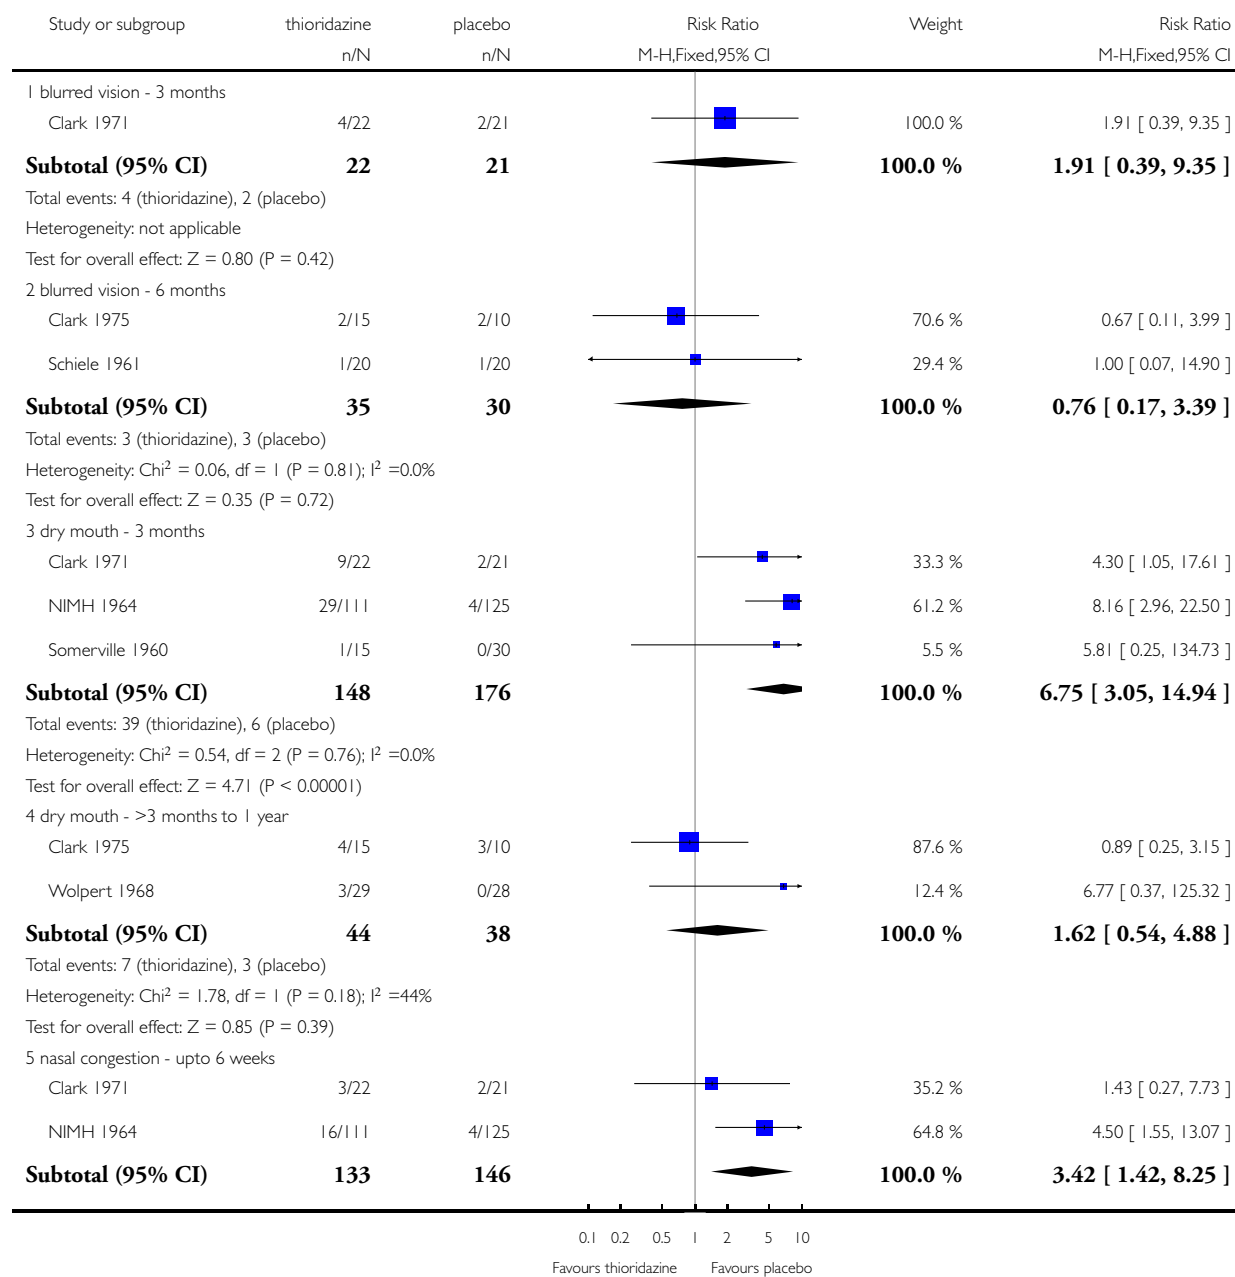 Study or subgroup thioridazine placebo Risk Ratio Weight Risk Ratio
n/N n/N M-H,Fixed,95% CI M-H,Fixed,95% CI
1 blurred vision - 3 months
Clark 1971 4/22 2/21 100.0 % 1.91 [ 0.39, 9.35 ]
Subtotal (95% CI) 22 21 100.0 % 1.91 [ 0.39, 9.35 ]
Total events: 4 (thioridazine), 2 (placebo)
Heterogeneity: not applicable
Test for overall effect: Z = 0.80 (P = 0.42)
2 blurred vision - 6 months
Clark 1975 2/15 2/10 70.6 % 0.67 [ 0.11, 3.99 ]
Schiele 1961 1/20 1/20 29.4 % 1.00 [ 0.07, 14.90 ]
Subtotal (95% CI) 35 30 100.0 % 0.76 [ 0.17, 3.39 ]
Total events: 3 (thioridazine), 3 (placebo)
Heterogeneity: Chi² = 0.06, df = 1 (P = 0.81); I² =0.0%
Test for overall effect: Z = 0.35 (P = 0.72)
3 dry mouth - 3 months
Clark 1971 9/22 2/21 33.3 % 4.30 [ 1.05, 17.61 ]
NIMH 1964 29/111 4/125 61.2 % 8.16 [ 2.96, 22.50 ]
Somerville 1960 1/15 0/30 5.5 % 5.81 [ 0.25, 134.73 ]
Subtotal (95% CI) 148 176 100.0 % 6.75 [ 3.05, 14.94 ]
Total events: 39 (thioridazine), 6 (placebo)
Heterogeneity: Chi² = 0.54, df = 2 (P = 0.76); I² =0.0%
Test for overall effect: Z = 4.71 (P < 0.00001)
4 dry mouth - >3 months to 1 year
Clark 1975 4/15 3/10 87.6 % 0.89 [ 0.25, 3.15 ]
Wolpert 1968 3/29 0/28 12.4 % 6.77 [ 0.37, 125.32 ]
Subtotal (95% CI) 44 38 100.0 % 1.62 [ 0.54, 4.88 ]
Total events: 7 (thioridazine), 3 (placebo)
Heterogeneity: Chi² = 1.78, df = 1 (P = 0.18); I² =44%
Test for overall effect: Z = 0.85 (P = 0.39)
5 nasal congestion - upto 6 weeks
Clark 1971 3/22 2/21 35.2 % 1.43 [ 0.27, 7.73 ]
NIMH 1964 16/111 4/125 64.8 % 4.50 [ 1.55, 13.07 ]
Subtotal (95% CI) 133 146 100.0 % 3.42 [ 1.42, 8.25 ]
0.1 0.2 0.5 1 2 5 10
Favours thioridazine Favours placebo